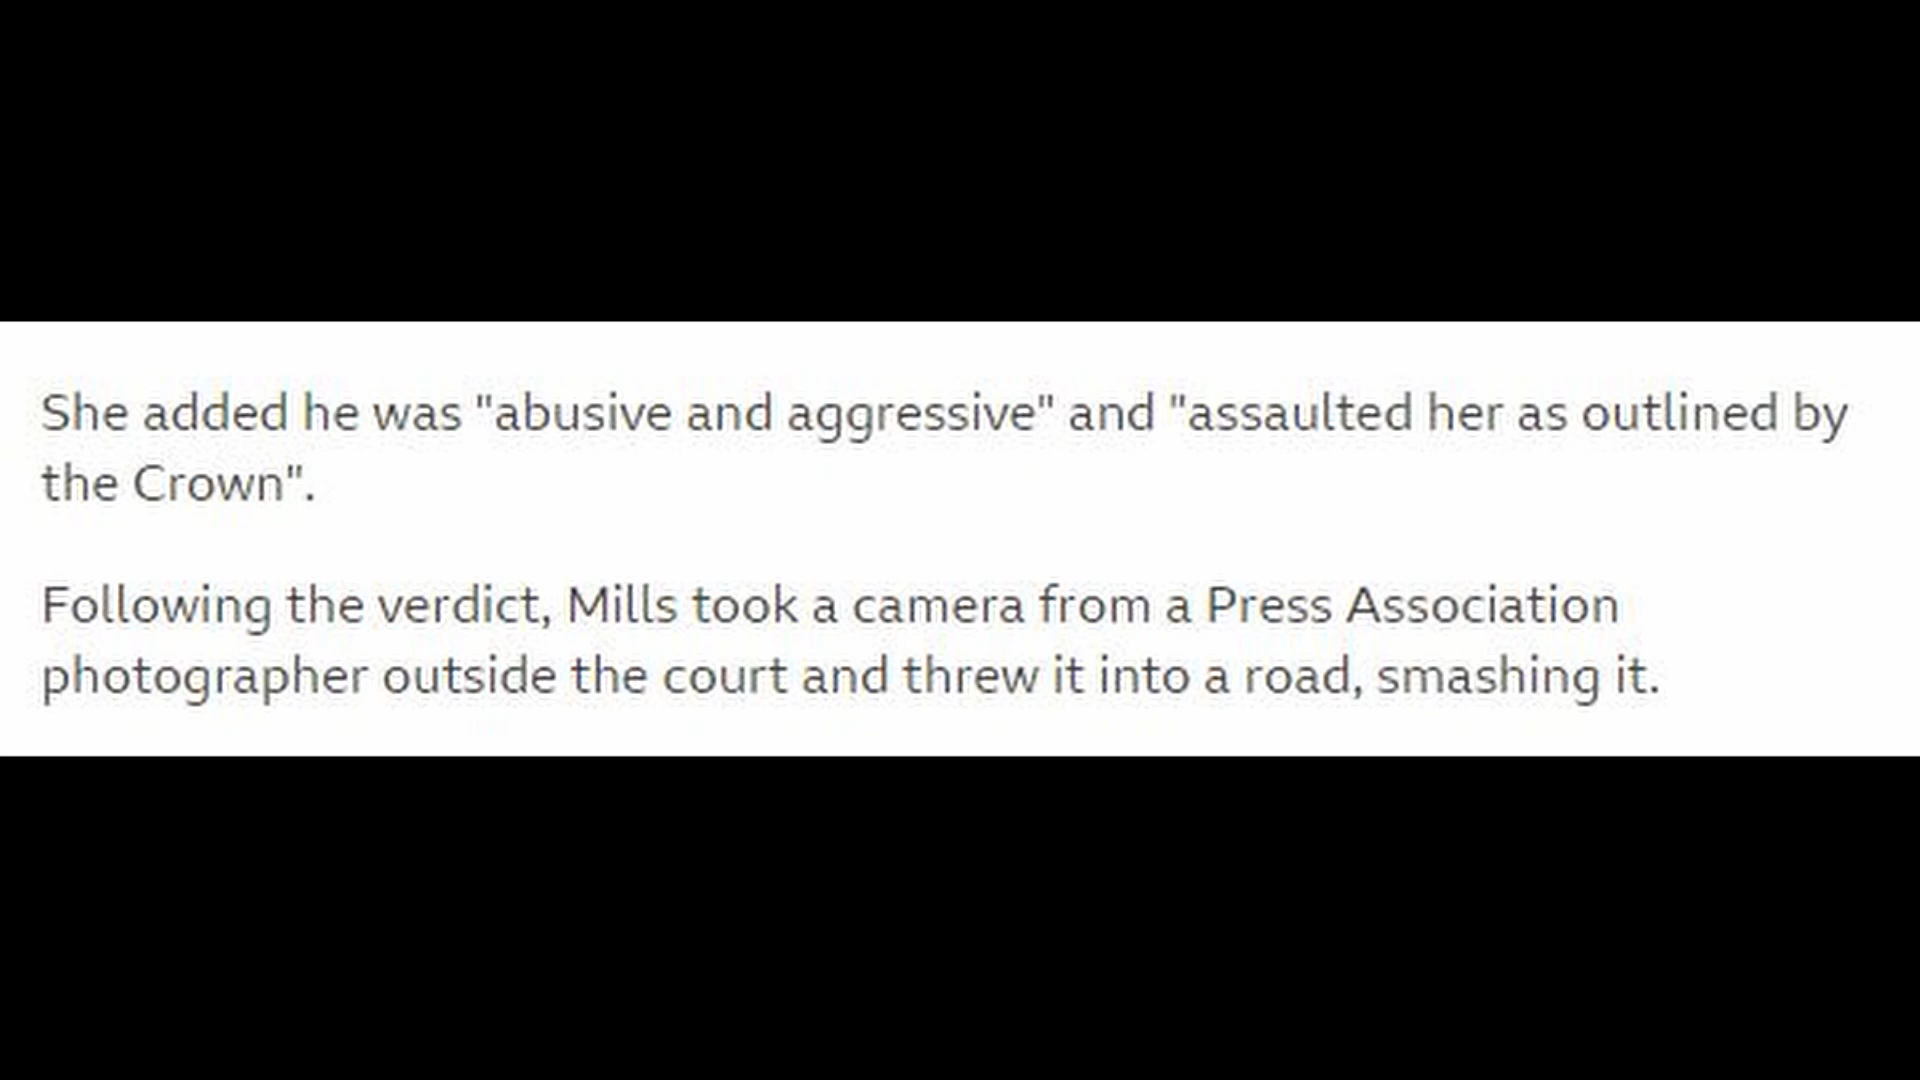 She added he was "abusive and aggressive" and "assaulted her as outlined by
the Crown".
Following the verdict, Mills took a camera from a Press Association
photographer outside the court and threw it into a road, smashing it.